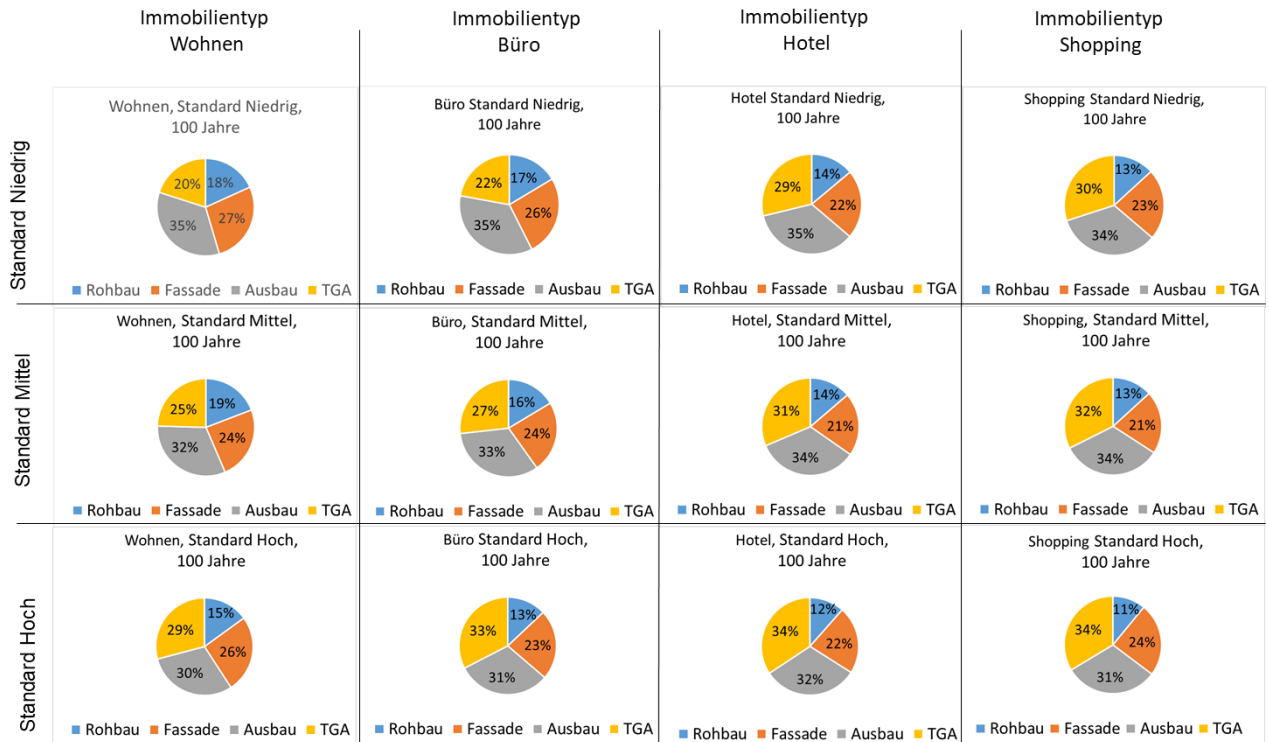 Immobilientyp
Wohnen
Immobilientyp
Büro
Immobilientyp
Hotel
Immobilientyp
Shopping
Standard Niedrig
Wohnen, Standard Niedrig,
100 Jahre
20%
18%
35%
27%
Rohbau Fassade Ausbau TGA
Büro Standard Niedrig,
100 Jahre
22%
17%
26%
35%
Rohbau Fassade Ausbau TGA
Hotel Standard Niedrig,
100 Jahre
29%
14%
22%
35%
Rohbau Fassade Ausbau TGA
Shopping Standard Niedrig,
100 Jahre
30%
13%
23%
34%
Rohbau Fassade Ausbau TGA
Standard Mittel
Wohnen, Standard Mittel,
100 Jahre
25%
19%
24%
32%
Rohbau Fassade Ausbau TGA
Büro, Standard Mittel,
100 Jahre
27%
16%
24%
33%
Rohbau Fassade Ausbau TGA
Hotel, Standard Mittel,
100 Jahre
31%
14%
21%
34%
Rohbau Fassade Ausbau TGA
Shopping, Standard Mittel,
100 Jahre
32%
13%
21%
34%
Rohbau Fassade Ausbau TGA
Standard Hoch
Wohnen, Standard Hoch,
100 Jahre
29%
15%
26%
30%
Rohbau Fassade Ausbau TGA
Büro Standard Hoch,
100 Jahre
33%
13%
23%
31%
Rohbau Fassade Ausbau TGA
Hotel, Standard Hoch,
100 Jahre
34%
12%
22%
32%
Rohbau Fassade Ausbau TGA
Shopping Standard Hoch,
100 Jahre
34%
11%
24%
31%
Rohbau Fassade Ausbau TGA